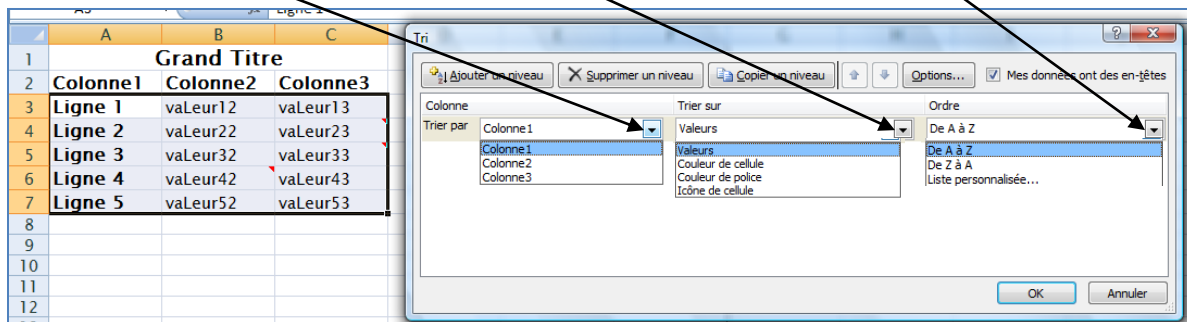 A3
Ligne 1
A B C
1 Grand Titre
2 Colonne1 Colonne2 Colonne3
3 Ligne 1 vaLeur12 vaLeur13
4 Ligne 2 vaLeur22 vaLeur23
5 Ligne 3 vaLeur32 vaLeur33
6 Ligne 4 vaLeur42 vaLeur43
7 Ligne 5 vaLeur52 vaLeur53
8
9
10
11
12
Tri
Ajouter un niveau Supprimer un niveau Copier un niveau Options... Mes données ont des en-têtes
Colonne Trier sur Ordre
Trier par Colonne1 Valeurs De A à Z
Colonne1 Valeurs De A à Z
Colonne2 Couleur de cellule De Z à A
Colonne3 Couleur de police Liste personnalisée...
Icône de cellule
OK Annuler